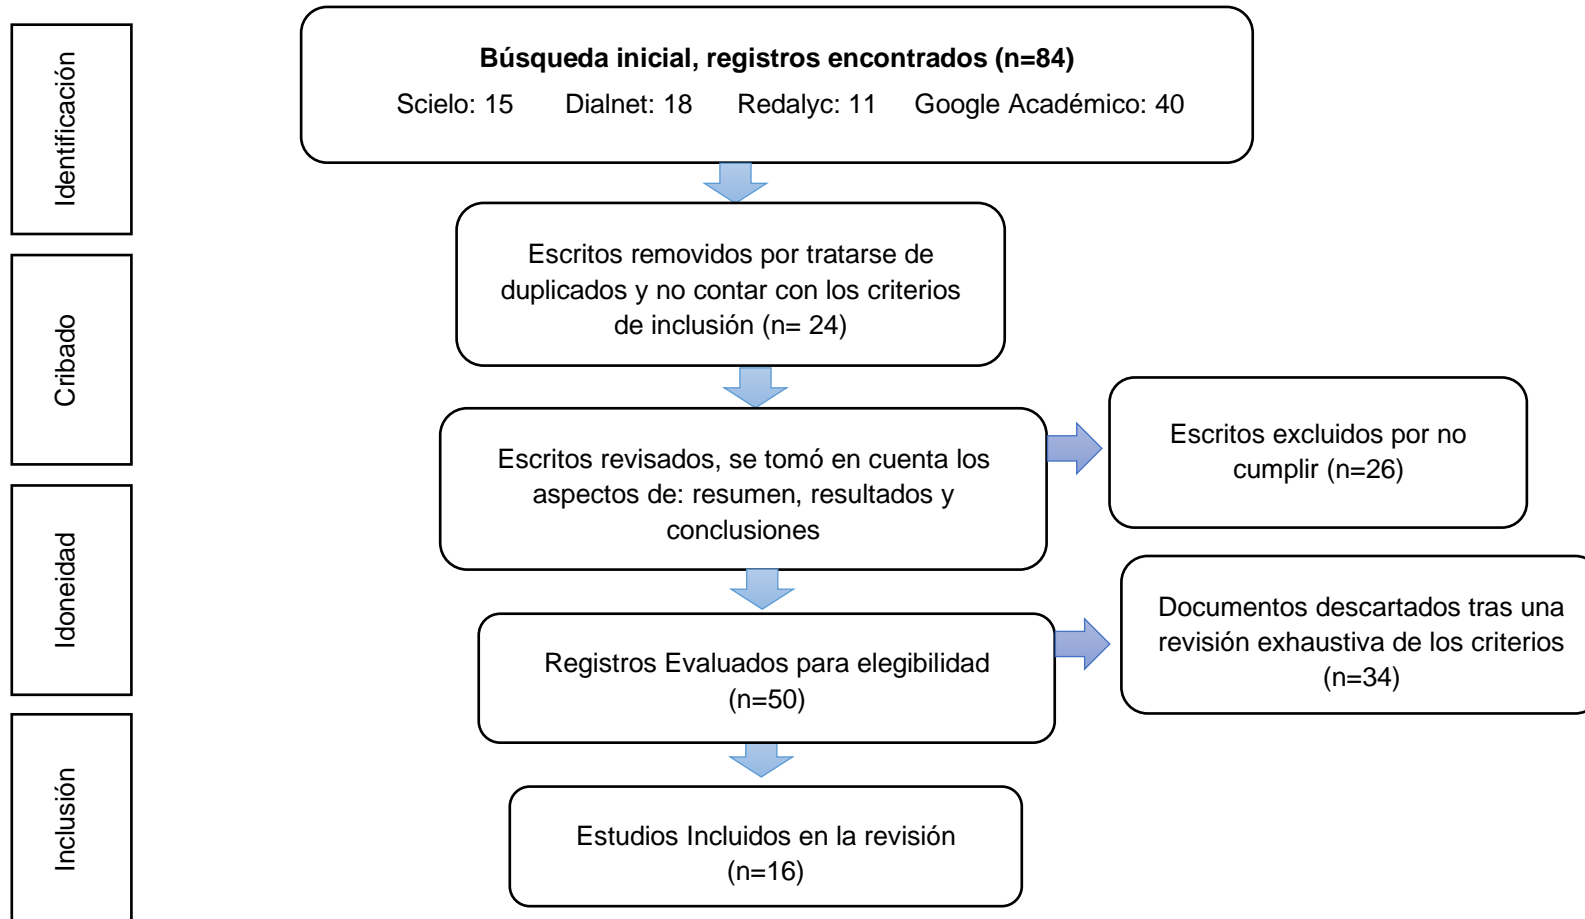 Identificación
Búsqueda inicial, registros encontrados (n=84)
Scielo: 15 Dialnet: 18 Redalyc: 11 Google Académico: 40
Cribado
Escritos removidos por tratarse de
duplicados y no contar con los criterios
de inclusión (n= 24)
Escritos revisados, se tomó en cuenta los
aspectos de: resumen, resultados y
conclusiones
Escritos excluidos por no
cumplir (n=26)
Idoneidad
Registros Evaluados para elegibilidad
(n=50)
Documentos descartados tras una
revisión exhaustiva de los criterios
(n=34)
Inclusión
Estudios Incluidos en la revisión
(n=16)